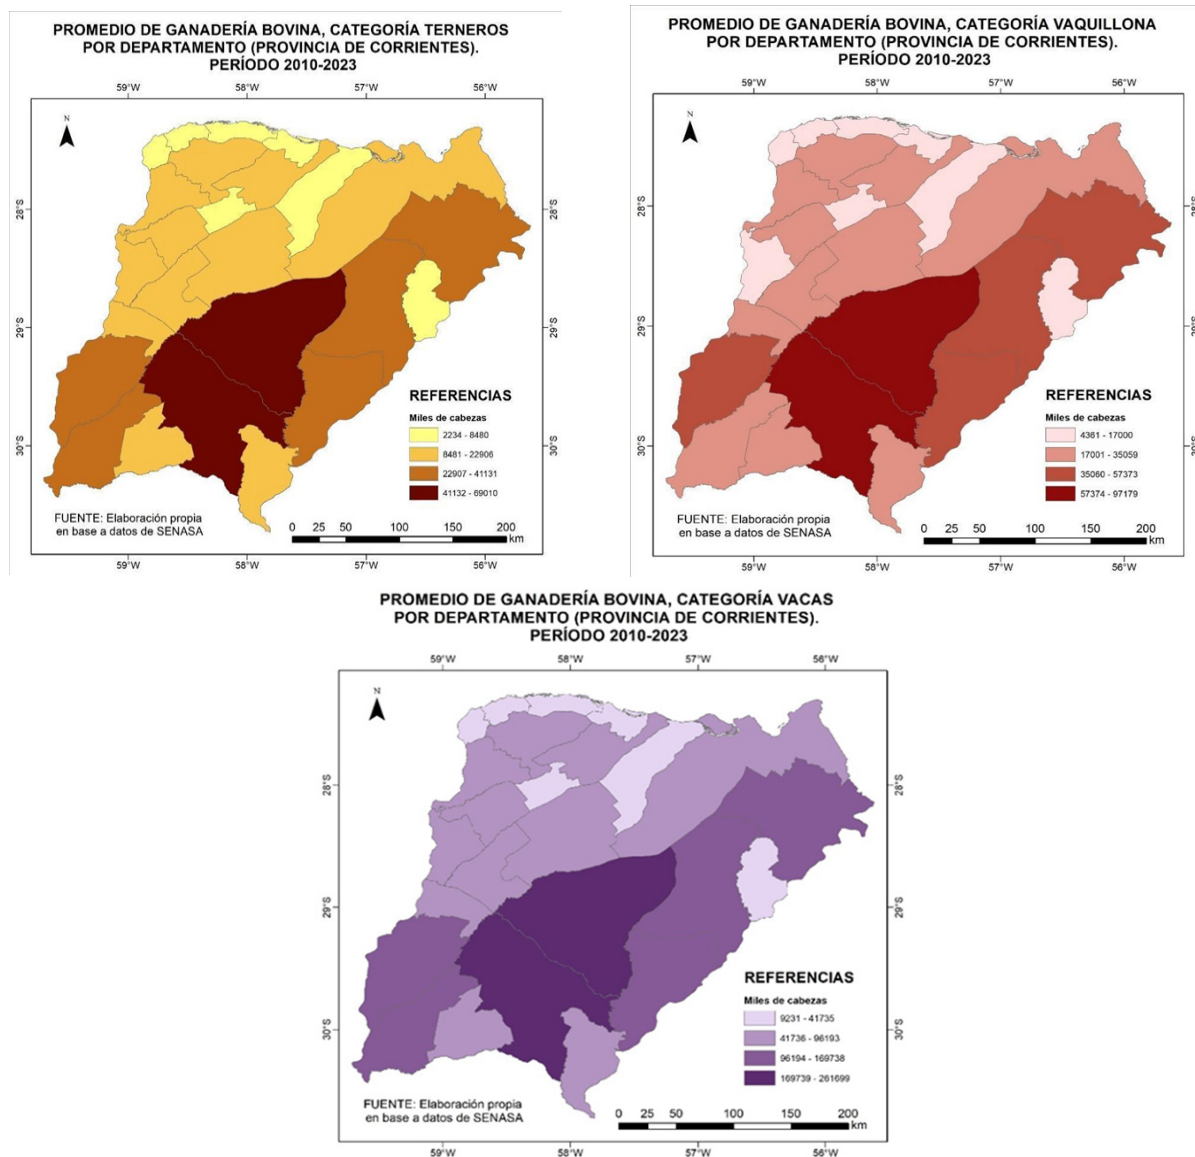 PROMEDIO DE GANADERÍA BOVINA, CATEGORÍA TERNEROS
POR DEPARTAMENTO (PROVINCIA DE CORRIENTES).
PERÍODO 2010-2023
59°W 58°W 57°W 56°W
N
28°S 28°S
29°S 29°S
30°S 30°S
REFERENCIAS
Miles de cabezas
2234 - 8480
8481 - 22906
22907 - 41131
41132 - 69010
FUENTE: Elaboración propia
en base a datos de SENASA
0 25 50 100 150 200
km
59°W 58°W 57°W 56°W
PROMEDIO DE GANADERÍA BOVINA, CATEGORÍA VAQUILLONA
POR DEPARTAMENTO (PROVINCIA DE CORRIENTES).
PERÍODO 2010-2023
59°W 58°W 57°W 56°W
N
28°S 28°S
29°S 29°S
30°S 30°S
REFERENCIAS
Miles de cabezas
4381 - 17000
17001 - 35059
35060 - 57373
57374 - 97179
FUENTE: Elaboración propia
en base a datos de SENASA
0 25 50 100 150 200
km
59°W 58°W 57°W 56°W
PROMEDIO DE GANADERÍA BOVINA, CATEGORÍA VACAS
POR DEPARTAMENTO (PROVINCIA DE CORRIENTES).
PERÍODO 2010-2023
59°W 58°W 57°W 56°W
N
28°S 28°S
29°S 29°S
30°S 30°S
REFERENCIAS
Miles de cabezas
9231 - 41735
41736 - 96193
96194 - 169738
169739 - 261699
FUENTE: Elaboración propia
en base a datos de SENASA
0 25 50 100 150 200
km
59°W 58°W 57°W 56°W